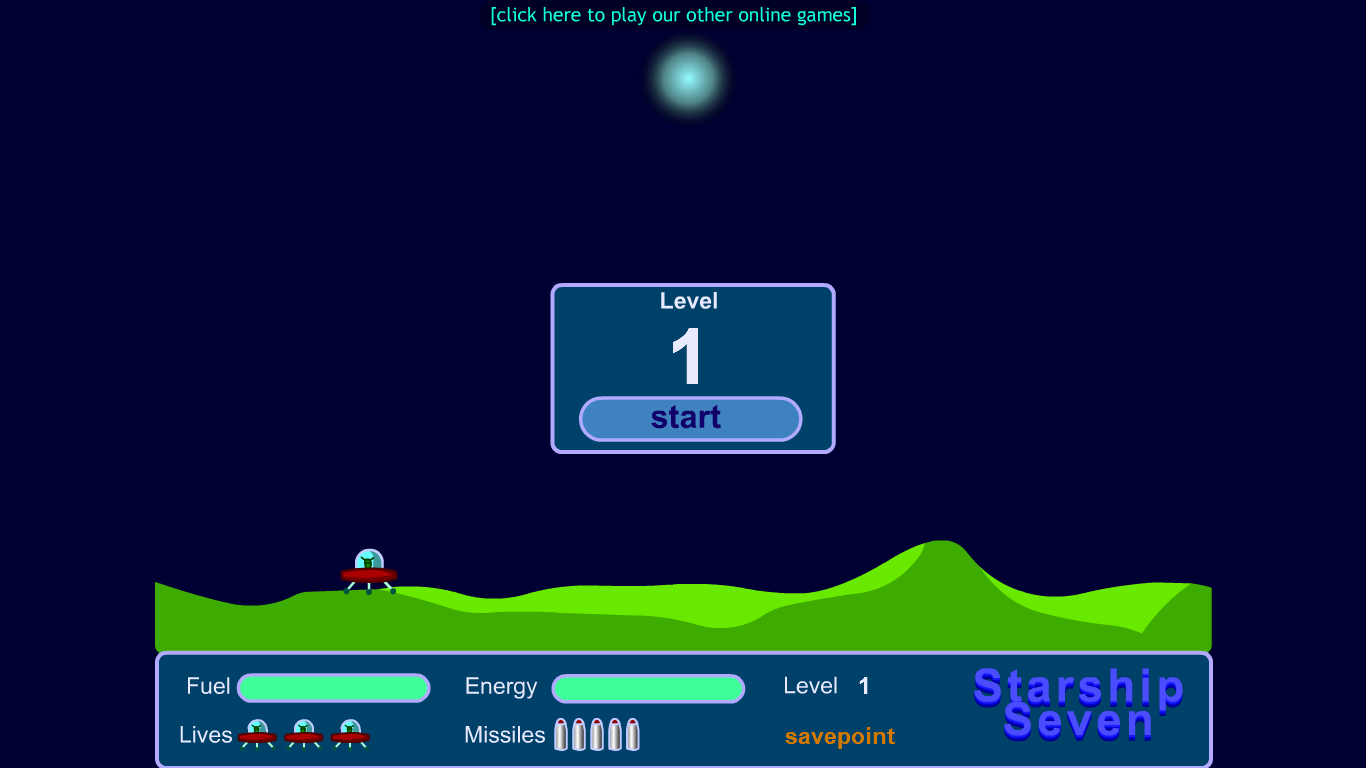 [click here to play our other online games]
Level
1
start
Fuel
Energy
Level 1
Starship
Seven
Lives
Missiles
savepoint